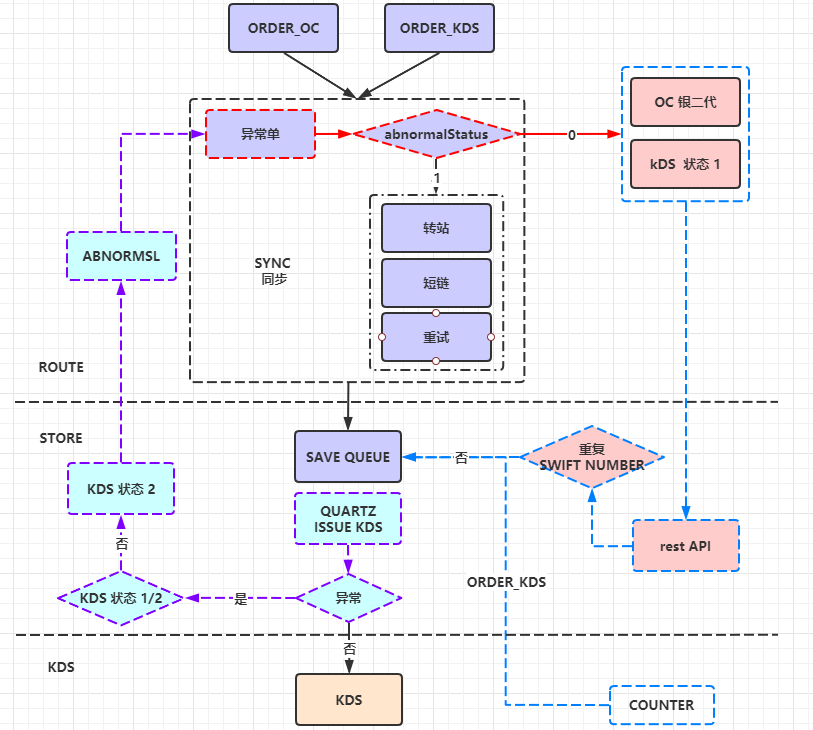 ORDER_OC
ORDER_KDS
OC 银二代
异常单
abnormalStatus
0
kDS 状态 1
1
转站
ABNORMSL
SYNC
同步
短链
重试
ROUTE
STORE
SAVE QUEUE
否
重复
SWIFT NUMBER
KDS 状态 2
QUARTZ
ISSUE KDS
否
rest API
ORDER_KDS
KDS 状态 1/2
是
异常
否
KDS
KDS
COUNTER